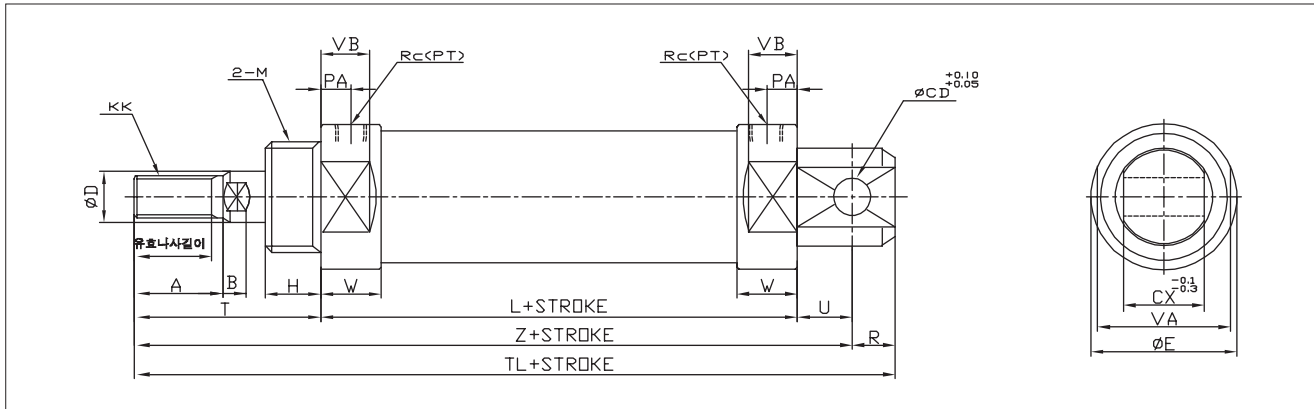 VB
VB
Rc(PT)
Rc(PT)
2-M
PA
PA
+0.10
+0.05
øCD
KK
øD
유효나사길이
A
B
H
W
W
-0.1
-0.3
CX
T
L+STROKE
U
VA
Z+STROKE
R
øE
TL+STROKE